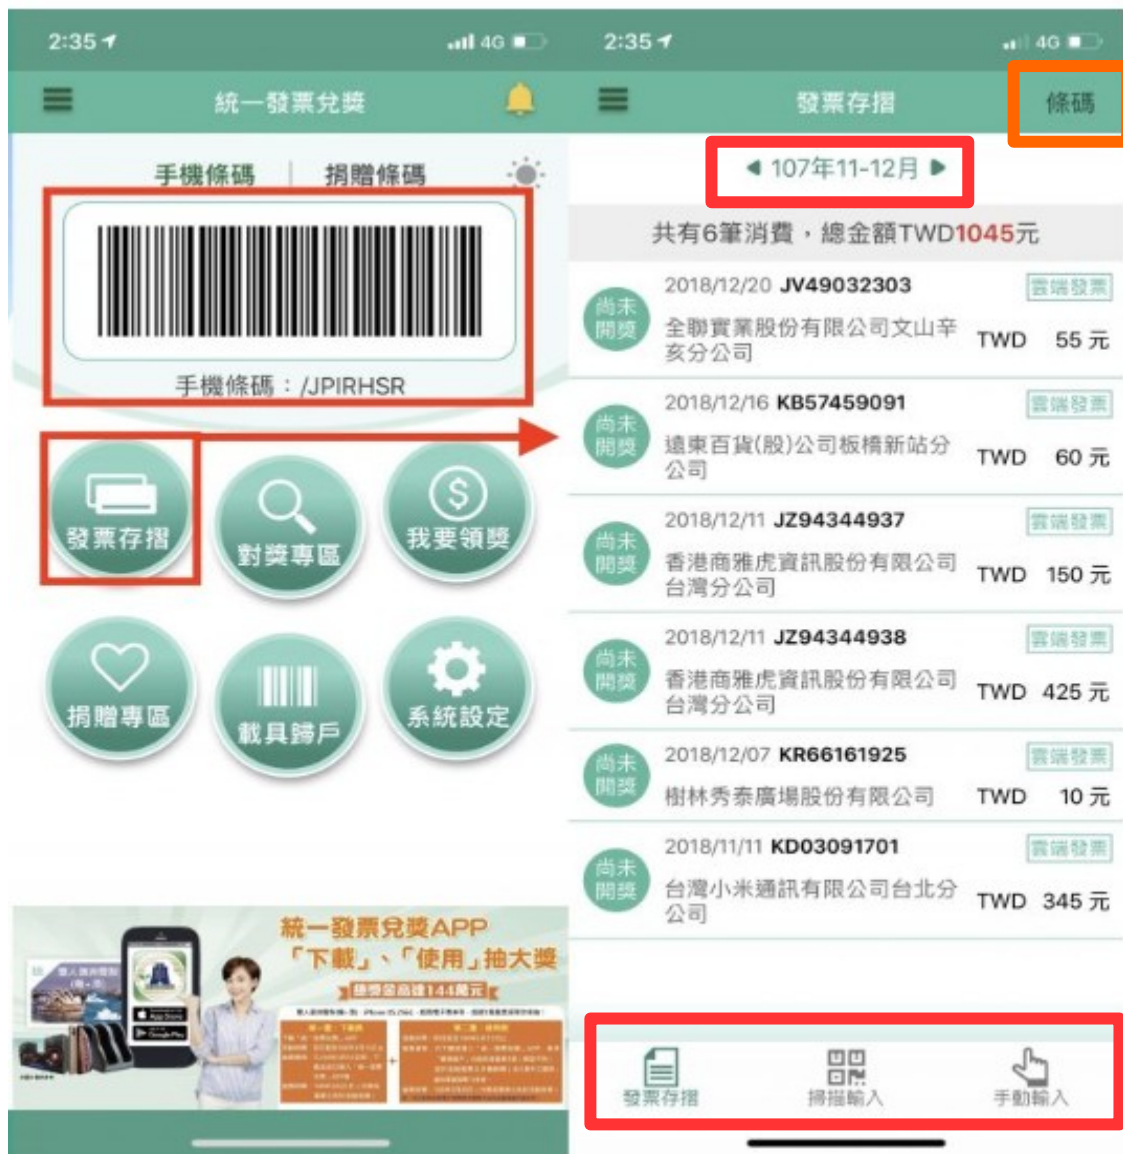 2:35
4G
統一發票兌獎
手機條碼 | 捐贈條碼
手機條碼：/JPIRHSR
發票存摺
對獎專區
我要領獎
捐贈專區
載具歸戶
系統設定
統一發票兌獎APP
「下載」、「使用」抽大獎
總獎金高達144萬元
2:35
4G
發票存摺
條碼
107年11-12月
共有6筆消費，總金額TWD1045元
尚未
開獎
2018/12/20 JV49032303
雲端發票
全聯實業股份有限公司文山辛
亥分公司
TWD 55 元
尚未
開獎
2018/12/16 KB57459091
雲端發票
遠東百貨(股)公司板橋新站分
公司
TWD 60 元
尚未
開獎
2018/12/11 JZ94344937
雲端發票
香港商雅虎資訊股份有限公司
台灣分公司
TWD 150 元
尚未
開獎
2018/12/11 JZ94344938
雲端發票
香港商雅虎資訊股份有限公司
台灣分公司
TWD 425 元
尚未
開獎
2018/12/07 KR66161925
雲端發票
樹林秀泰廣場股份有限公司
TWD 10 元
尚未
開獎
2018/11/11 KD03091701
雲端發票
台灣小米通訊有限公司台北分
公司
TWD 345 元
發票存摺
掃描輸入
手動輸入